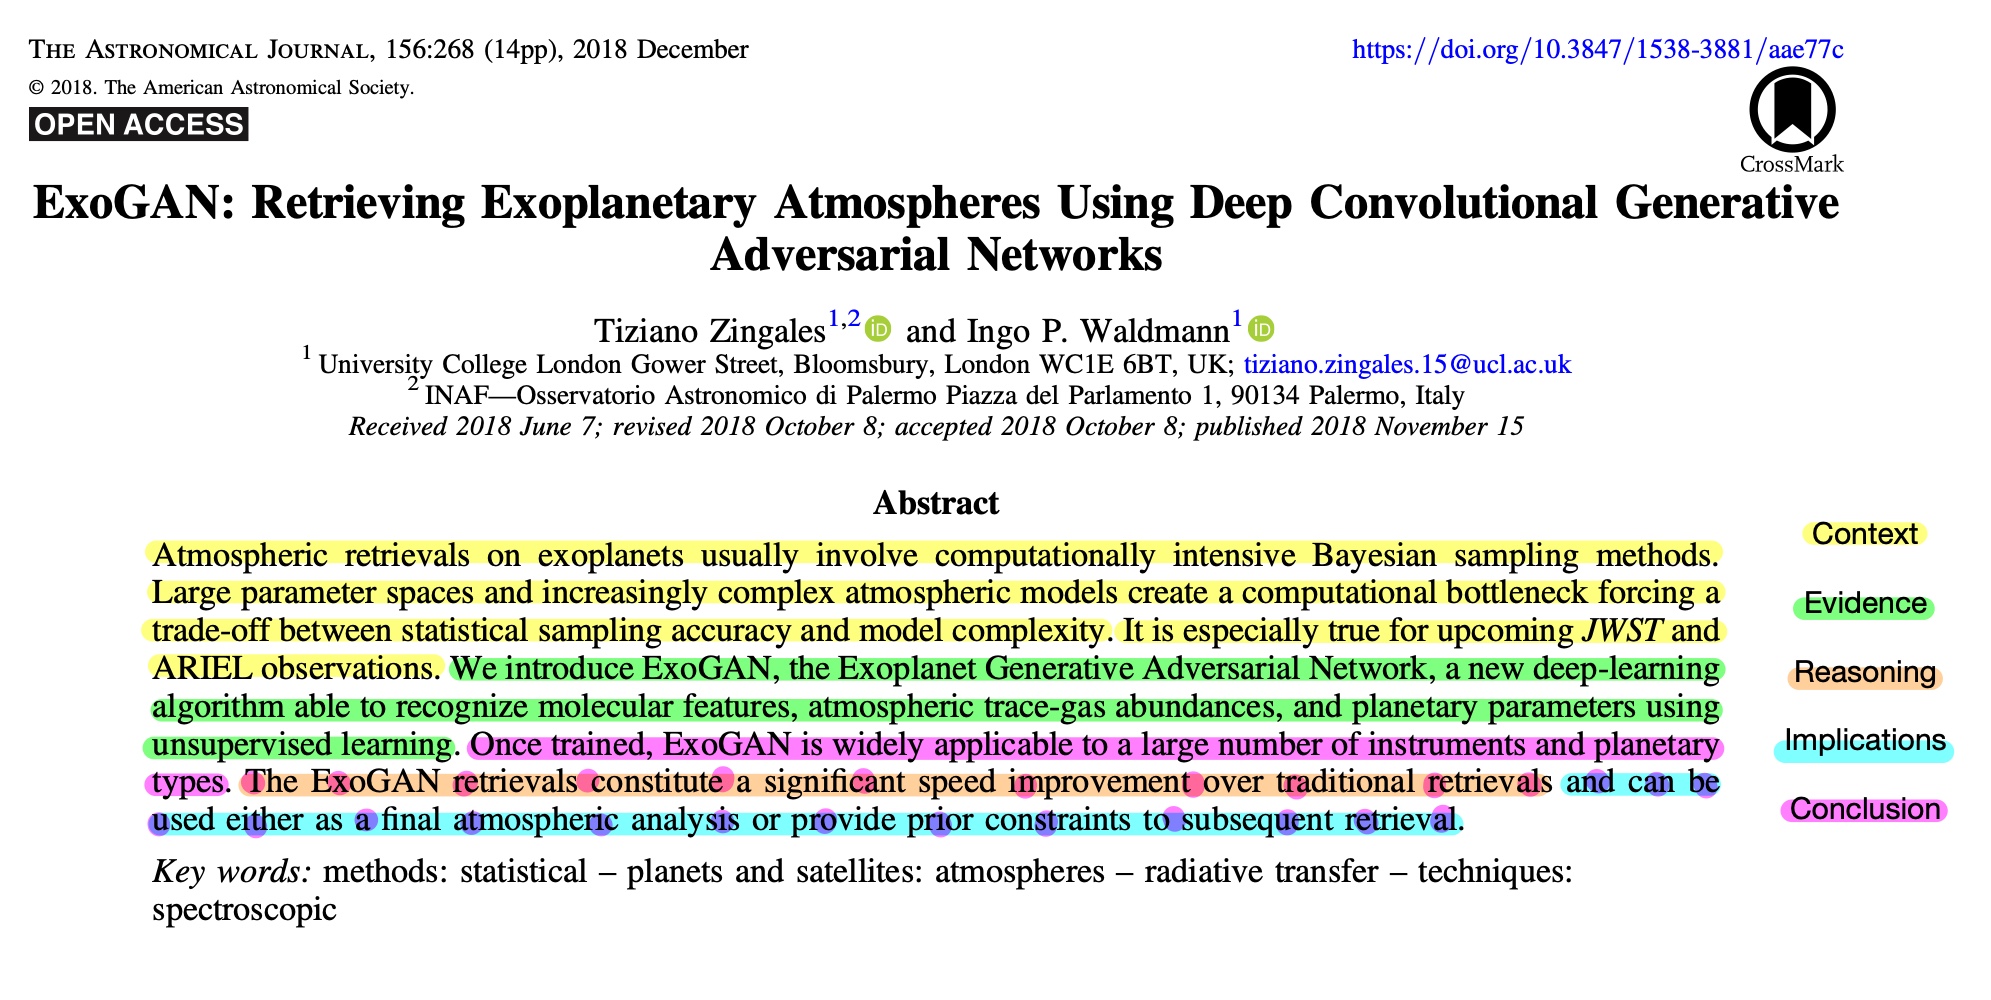 THE ASTRONOMICAL JOURNAL, 156:268 (14pp), 2018 December
https://doi.org/10.3847/1538-3881/aae77c
© 2018. The American Astronomical Society.
OPEN ACCESS
CrossMark
ExoGAN: Retrieving Exoplanetary Atmospheres Using Deep Convolutional Generative
Adversarial Networks
Tiziano Zingales1,2 iD and Ingo P. Waldmann1 iD
1 University College London Gower Street, Bloomsbury, London WC1E 6BT, UK; tiziano.zingales.15@ucl.ac.uk
2 INAF—Osservatorio Astronomico di Palermo Piazza del Parlamento 1, 90134 Palermo, Italy
Received 2018 June 7; revised 2018 October 8; accepted 2018 October 8; published 2018 November 15
Abstract
Atmospheric retrievals on exoplanets usually involve computationally intensive Bayesian sampling methods.
Large parameter spaces and increasingly complex atmospheric models create a computational bottleneck forcing a
trade-off between statistical sampling accuracy and model complexity. It is especially true for upcoming JWST and
ARIEL observations. We introduce ExoGAN, the Exoplanet Generative Adversarial Network, a new deep-learning
algorithm able to recognize molecular features, atmospheric trace-gas abundances, and planetary parameters using
unsupervised learning. Once trained, ExoGAN is widely applicable to a large number of instruments and planetary
types. The ExoGAN retrievals constitute a significant speed improvement over traditional retrievals and can be
used either as a final atmospheric analysis or provide prior constraints to subsequent retrieval.
Key words: methods: statistical – planets and satellites: atmospheres – radiative transfer – techniques:
spectroscopic
Context
Evidence
Reasoning
Implications
Conclusion